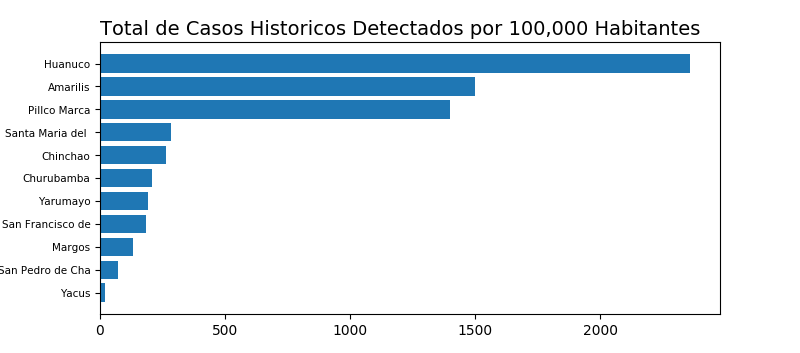 Total de Casos Historicos Detectados por 100,000 Habitantes
Huanuco
Amarilis
Pillco Marca
Santa Maria del
Chinchao
Churubamba
Yarumayo
San Francisco de
Margos
San Pedro de Cha
Yacus
0 500 1000 1500 2000